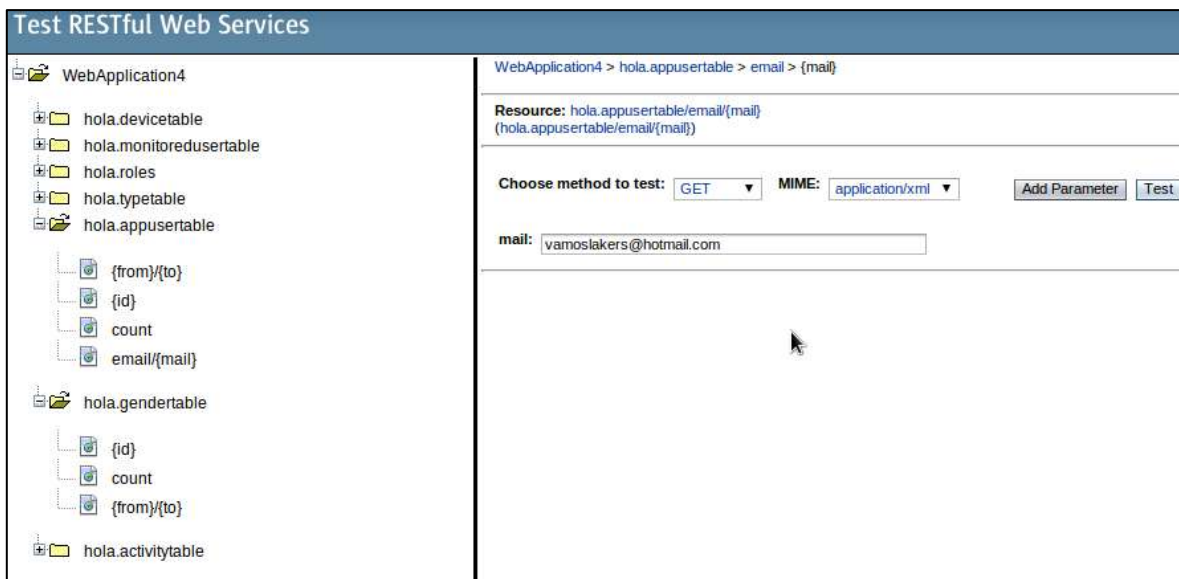 Test RESTful Web Services
WebApplication4
hola.devicetable
hola.monitoredusertable
hola.roles
hola.typetable
hola.appusertable
{from}/{to}
{id}
count
email/{mail}
hola.gendertable
{id}
count
{from}/{to}
hola.activitytable
WebApplication4 > hola.appusertable > email > {mail}
Resource: hola.appusertable/email/{mail}
(hola.appusertable/email/{mail})
Choose method to test: GET MIME: application/xml Add Parameter Test
mail: vamoslakers@hotmail.com